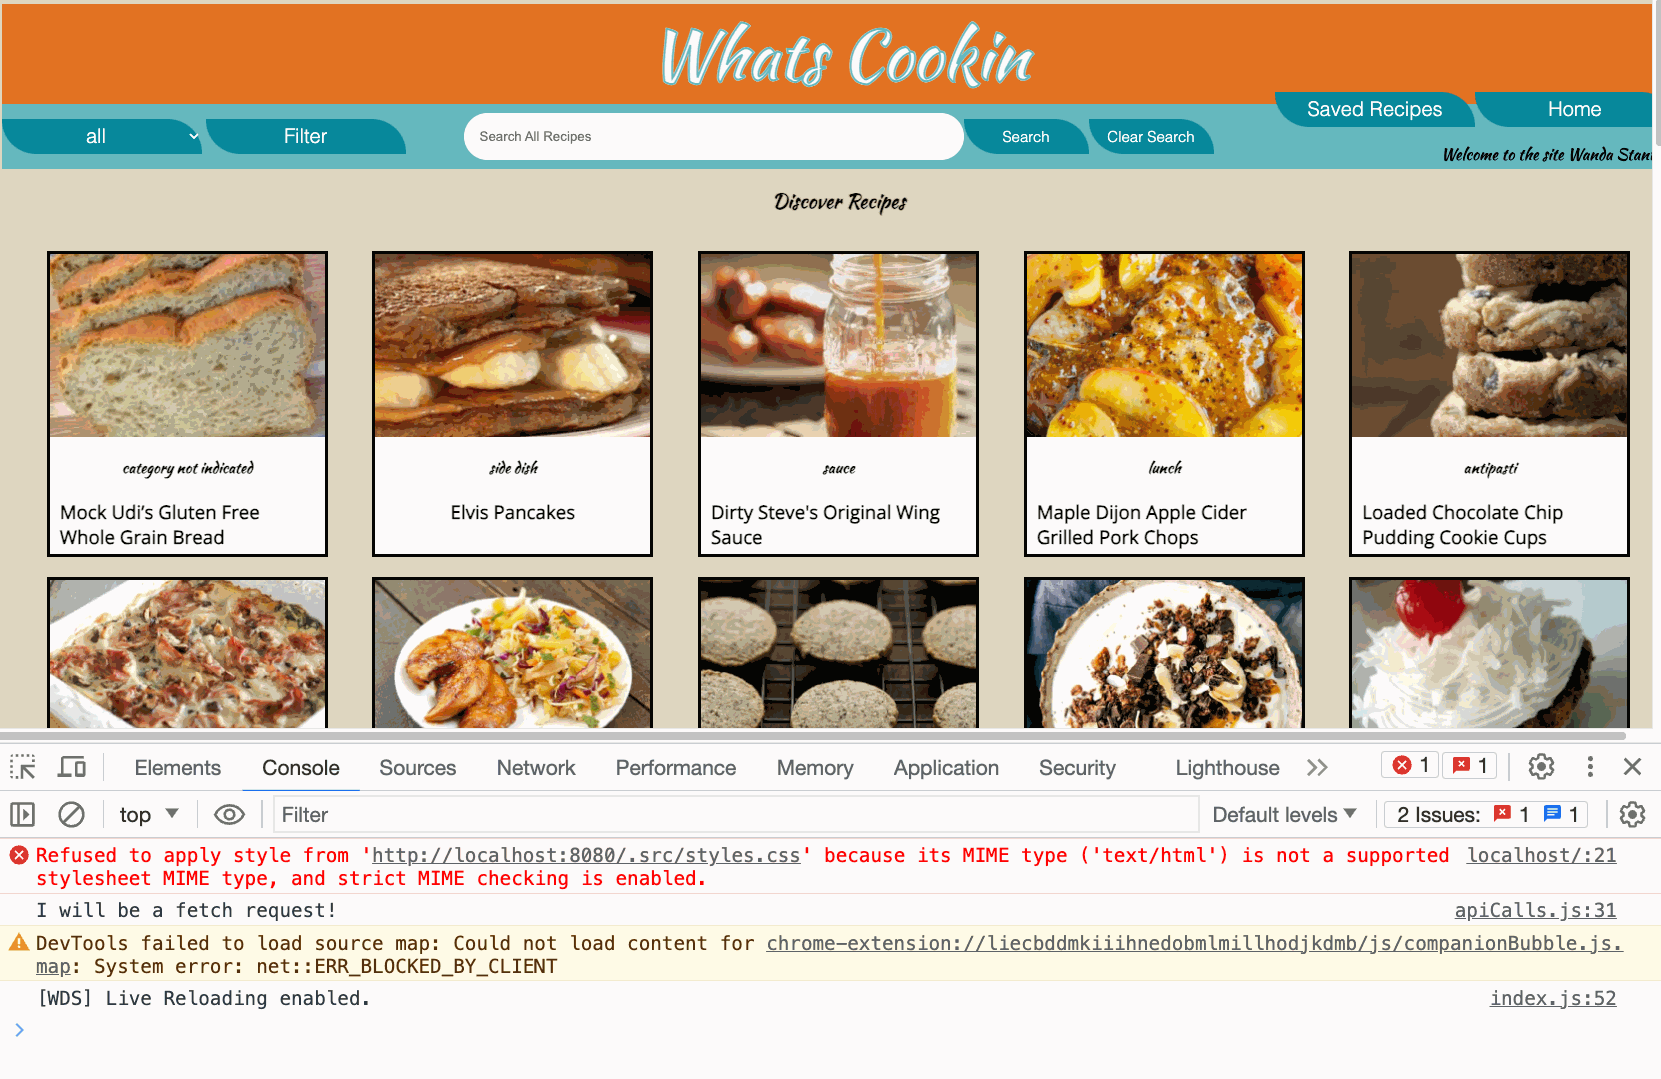 Whats Cookin
Saved Recipes
Home
all
Filter
Search All Recipes
Search
Clear Search
Welcome to the site Wanda
Discover Recipes
category not indicated
side dish
sauce
lunch
antipasti
Mock Udi’s Gluten Free
Whole Grain Bread
Elvis Pancakes
Dirty Steve's Original Wing
Sauce
Maple Dijon Apple Cider
Grilled Pork Chops
Loaded Chocolate Chip
Pudding Cookie Cups
Elements
Console
Sources
Network
Performance
Memory
Application
Security
Lighthouse
1
1
top
Filter
Default levels
2 Issues: 1 1
Refused to apply style from 'http://localhost:8080/.src/styles.css' because its MIME type ('text/html') is not a supported localhost/:21
stylesheet MIME type, and strict MIME checking is enabled.
I will be a fetch request! apiCalls.js:31
DevTools failed to load source map: Could not load content for chrome-extension://liecbddmkiiihnedobmlmillhodjkdmb/js/companionBubble.js.
map: System error: net::ERR_BLOCKED_BY_CLIENT
[WDS] Live Reloading enabled. index.js:52